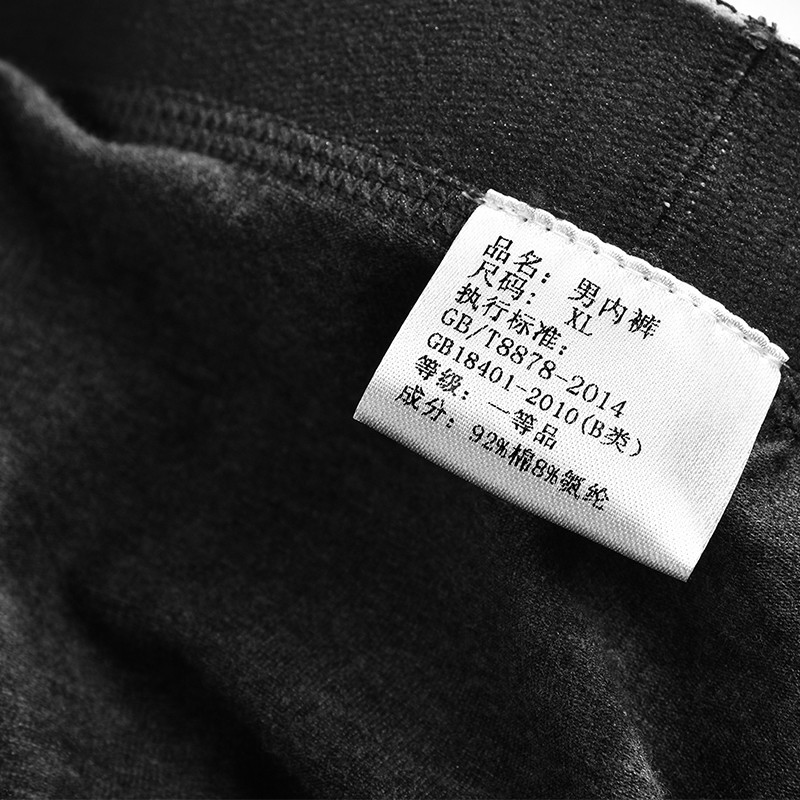 品名：男内裤
尺码：XL
执行标准：
GB/T8878-2014
GB18401-2010(B类)
等级：一等品
成分：92%棉8%氨纶